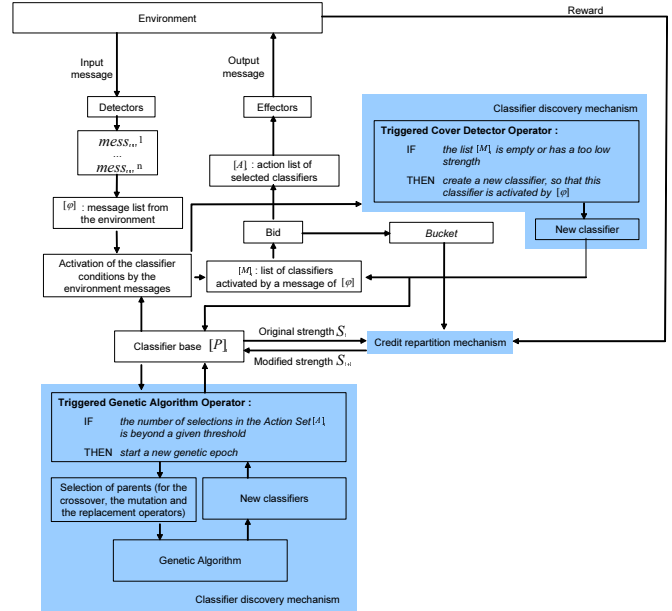 Reward
Environment
Input
message
Output
message
Detectors
Effectors
Classifier discovery mechanism
Triggered Cover Detector Operator :
IF the list [M], is empty or has a too low
strength
THEN create a new classifier, so that this
classifier is activated by [φ]
mess,,, 1
...
mess,,, n
[A], : action list of
selected classifiers
[φ] : message list from
the environment
Bid
Bucket
New classifier
Activation of the classifier
conditions by the
environment messages
[M], : list of classifiers
activated by a message of [φ]
Classifier base [P],
Original strength S
Modified strength S
Credit repartition mechanism
Triggered Genetic Algorithm Operator :
IF the number of selections in the Action Set [A],
is beyond a given threshold
THEN start a new genetic epoch
Selection of parents (for the
crossover, the mutation and
the replacement operators)
New classifiers
Genetic Algorithm
Classifier discovery mechanism